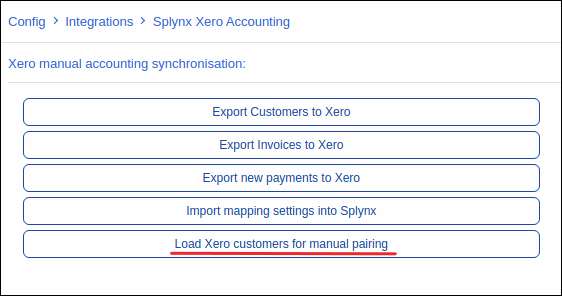 Config > Integrations > Splynx Xero Accounting
Xero manual accounting synchronisation:
Export Customers to Xero
Export Invoices to Xero
Export new payments to Xero
Import mapping settings into Splynx
Load Xero customers for manual pairing